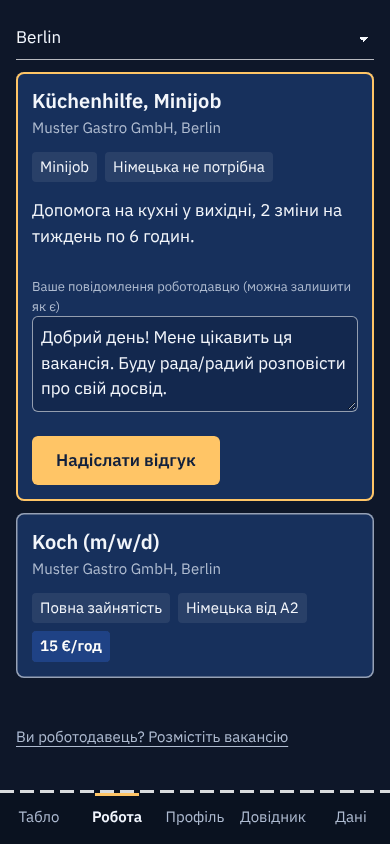 Berlin
Küchenhilfe, Minijob
Muster Gastro GmbH, Berlin
Minijob
Німецька не потрібна
Допомога на кухні у вихідні, 2 зміни на
тиждень по 6 годин.
Ваше повідомлення роботодавцю (можна залишити
як є)
Добрий день! Мене цікавить ця
вакансія. Буду рада/радий розповісти
про свій досвід.
Надіслати відгук
Koch (m/w/d)
Muster Gastro GmbH, Berlin
Повна зайнятість
Німецька від A2
15 €/год
Ви роботодавець? Розмістіть вакансію
Табло
Робота
Профіль
Довідник
Дані